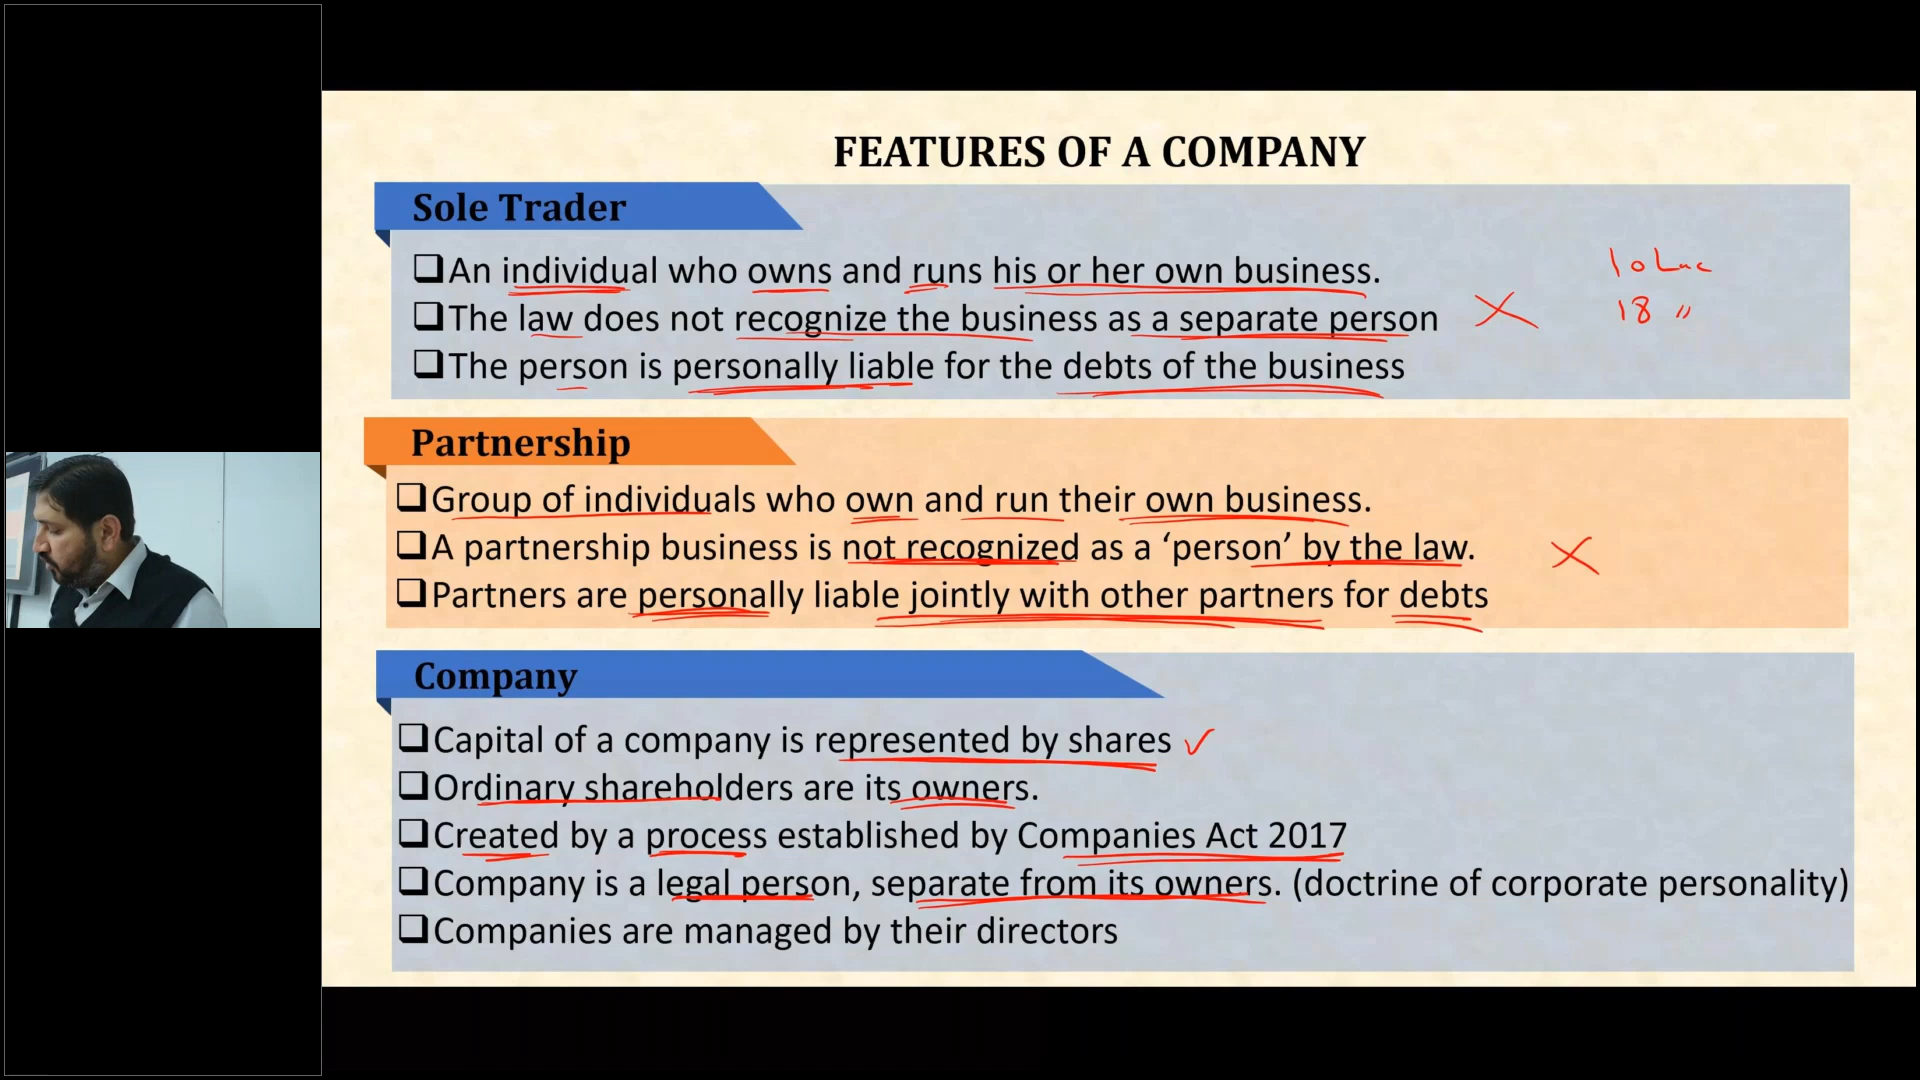 FEATURES OF A COMPANY
Sole Trader
❑An individual who owns and runs his or her own business.
❑The law does not recognize the business as a separate person
❑The person is personally liable for the debts of the business
10 Lac
18 〃
Partnership
❑Group of individuals who own and run their own business.
❑A partnership business is not recognized as a ‘person’ by the law.
❑Partners are personally liable jointly with other partners for debts
Company
❑Capital of a company is represented by shares
❑Ordinary shareholders are its owners.
❑Created by a process established by Companies Act 2017
❑Company is a legal person, separate from its owners. (doctrine of corporate personality)
❑Companies are managed by their directors